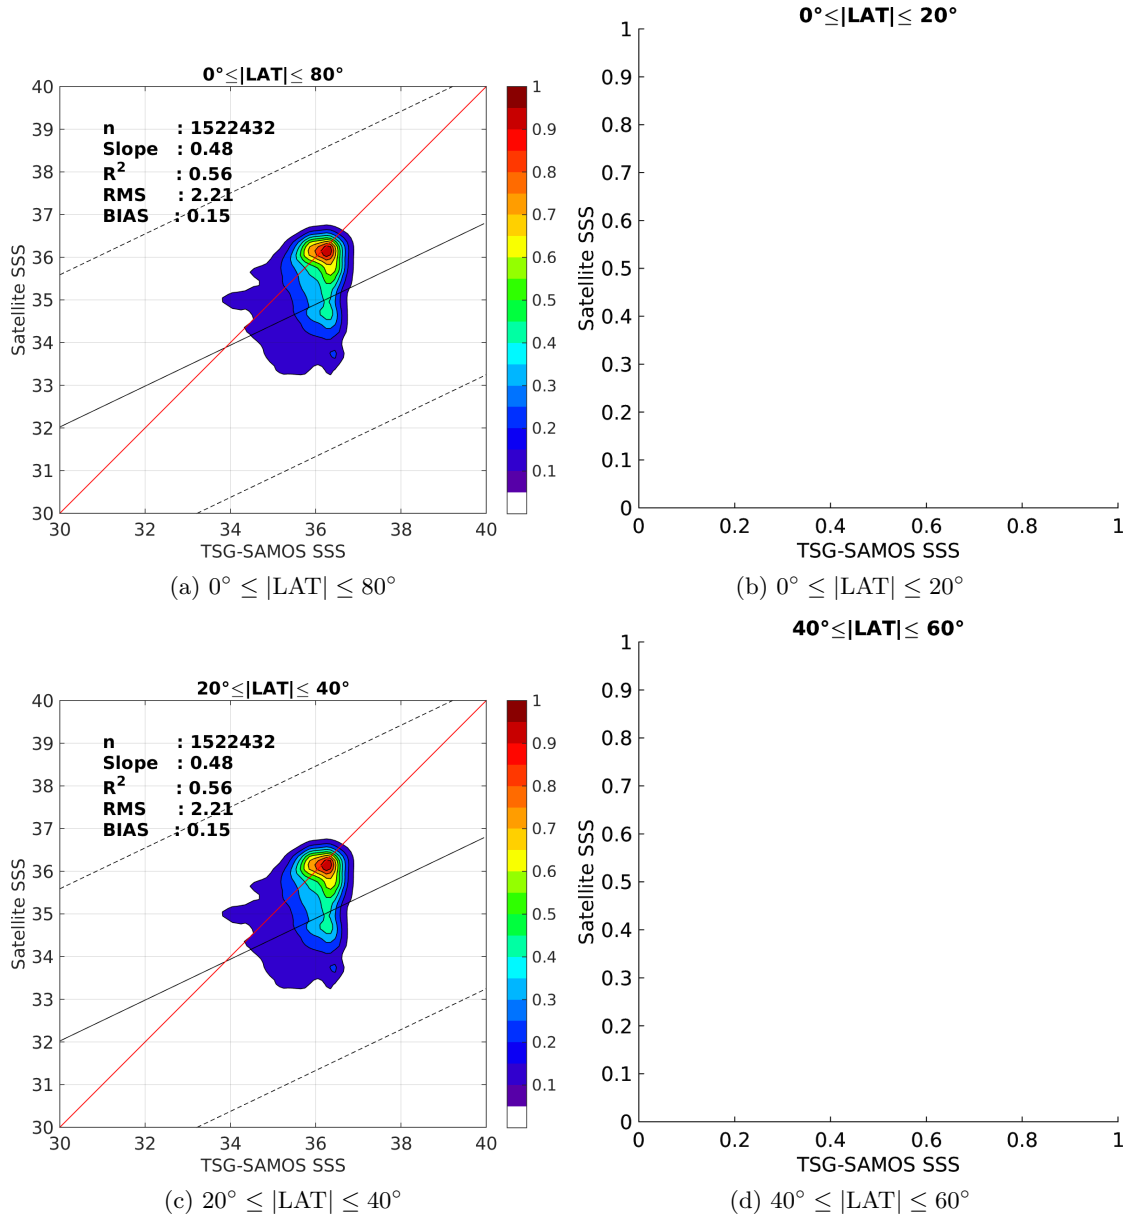 0°≤|LAT|≤ 80°
40
39
38
37
36
35
34
33
32
31
30
Satellite SSS
n : 1522432
Slope : 0.48
R² : 0.56
RMS : 2.21
BIAS : 0.15
30 32 34 36 38 40
TSG-SAMOS SSS
1
0.9
0.8
0.7
0.6
0.5
0.4
0.3
0.2
0.1
(a) 0° ≤ |LAT| ≤ 80°
0°≤|LAT|≤ 20°
1
0.9
0.8
0.7
0.6
0.5
0.4
0.3
0.2
0.1
0
Satellite SSS
0 0.2 0.4 0.6 0.8 1
TSG-SAMOS SSS
(b) 0° ≤ |LAT| ≤ 20°
20°≤|LAT|≤ 40°
40
39
38
37
36
35
34
33
32
31
30
Satellite SSS
n : 1522432
Slope : 0.48
R² : 0.56
RMS : 2.21
BIAS : 0.15
30 32 34 36 38 40
TSG-SAMOS SSS
1
0.9
0.8
0.7
0.6
0.5
0.4
0.3
0.2
0.1
(c) 20° ≤ |LAT| ≤ 40°
40°≤|LAT|≤ 60°
1
0.9
0.8
0.7
0.6
0.5
0.4
0.3
0.2
0.1
0
Satellite SSS
0 0.2 0.4 0.6 0.8 1
TSG-SAMOS SSS
(d) 40° ≤ |LAT| ≤ 60°